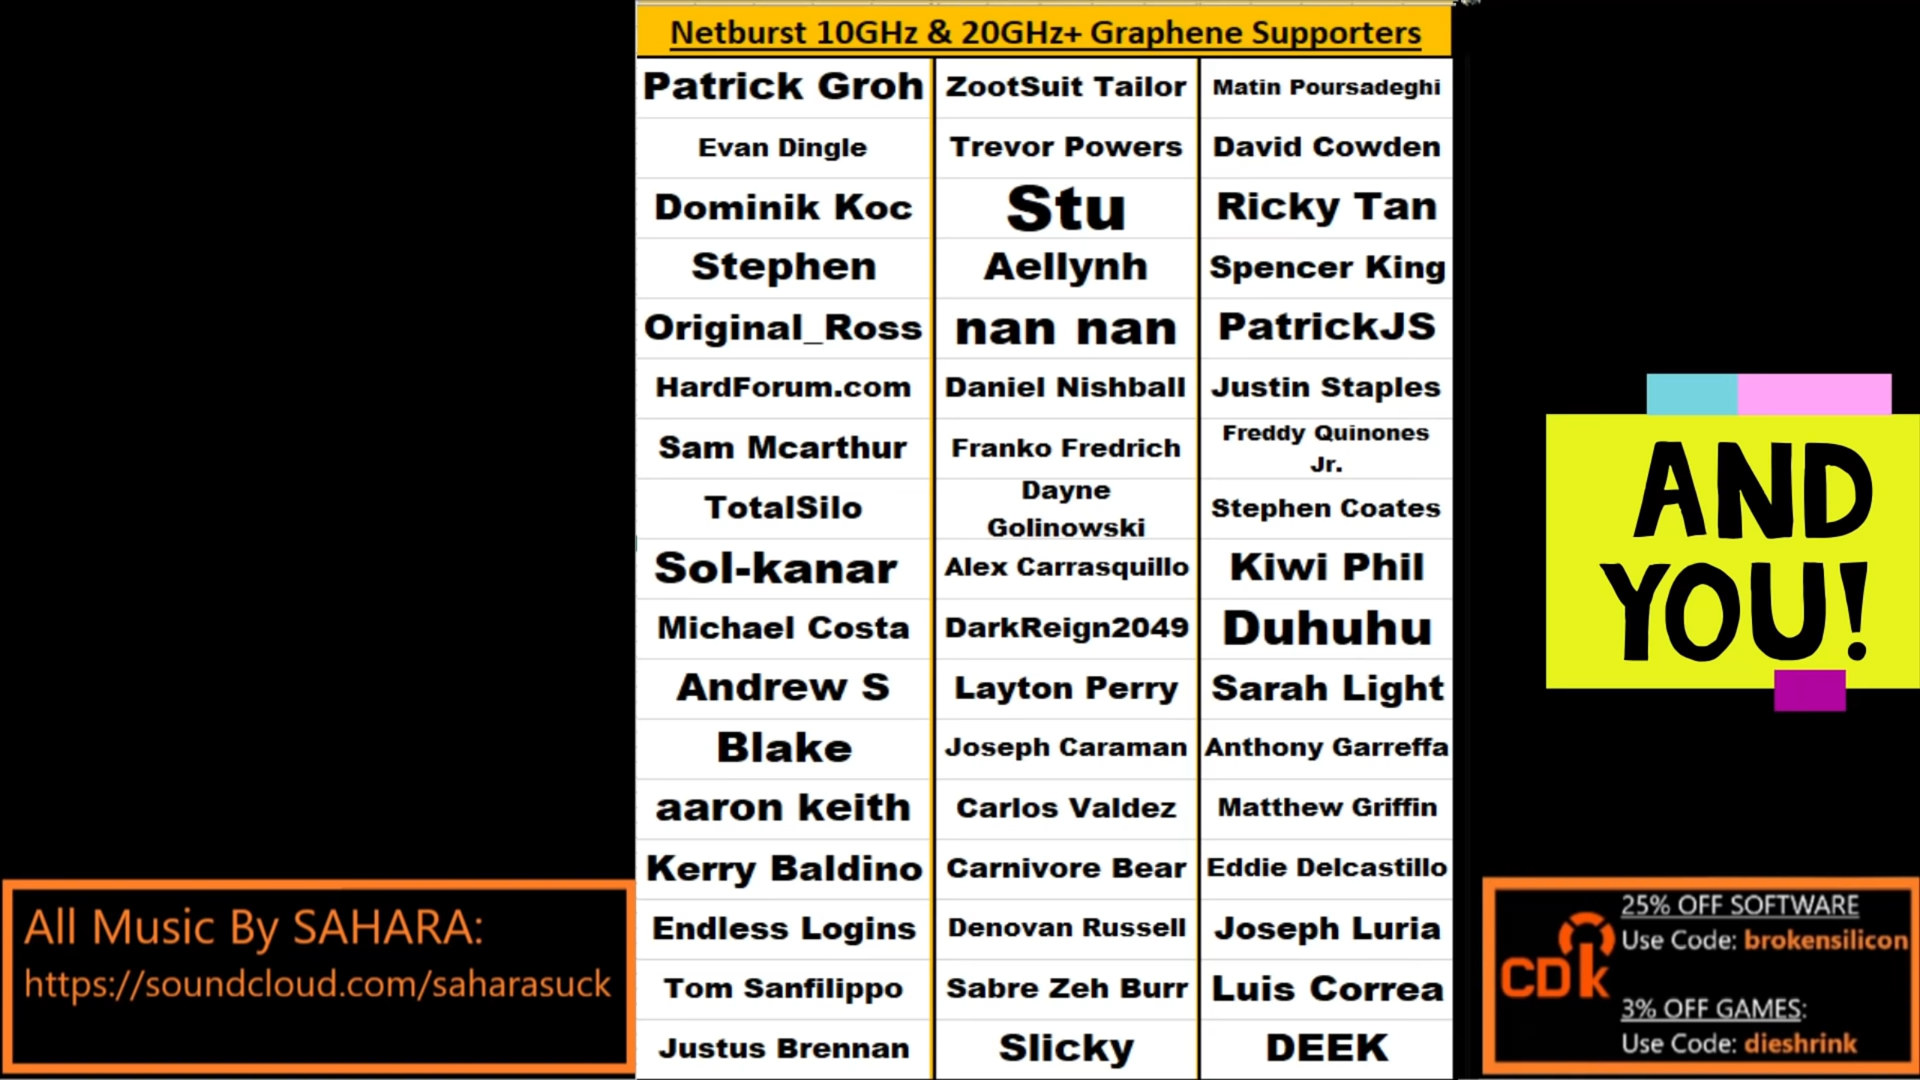 Netburst 10GHz & 20GHz+ Graphene Supporters
Patrick Groh ZootSuit Tailor Matin Poursadeghi
Evan Dingle Trevor Powers David Cowden
Dominik Koc Stu Ricky Tan
Stephen Aellynh Spencer King
Original_Ross nan nan PatrickJS
HardForum.com Daniel Nishball Justin Staples
Sam Mcarthur Franko Fredrich Freddy Quinones
Jr.
TotalSilo Dayne
Golinowski Stephen Coates
Sol-kanar Alex Carrasquillo Kiwi Phil
Michael Costa DarkReign2049 Duhuhu
Andrew S Layton Perry Sarah Light
Blake Joseph Caraman Anthony Garreffa
aaron keith Carlos Valdez Matthew Griffin
Kerry Baldino Carnivore Bear Eddie Delcastillo
Endless Logins Denovan Russell Joseph Luria
Tom Sanfilippo Sabre Zeh Burr Luis Correa
Justus Brennan Slicky DEEK
AND
YOU!
All Music By SAHARA:
https://soundcloud.com/saharasuck
CDk
25% OFF SOFTWARE
Use Code: brokensilicon
3% OFF GAMES:
Use Code: dieshrink